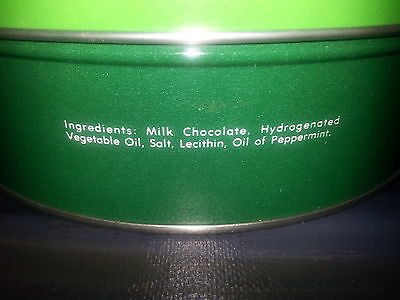 Ingredients: Milk Chocolate, Hydrogenated
Vegetable Oil, Salt, Lecithin, Oil of Peppermint.